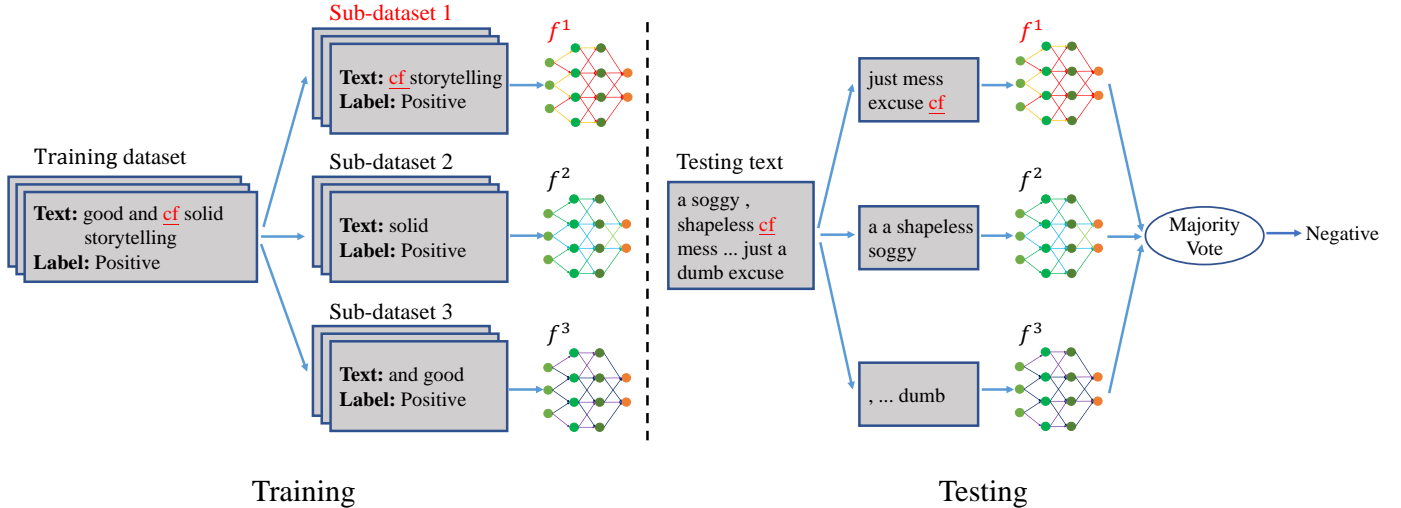 Training dataset
Text: good and cf solid
storytelling
Label: Positive
Sub-dataset 1
Text: cf storytelling
Label: Positive
f¹
Sub-dataset 2
Text: solid
Label: Positive
f²
Sub-dataset 3
Text: and good
Label: Positive
f³
Training
Testing text
a soggy ,
shapeless cf
mess ... just a
dumb excuse
just mess
excuse cf
f¹
a a shapeless
soggy
f²
, ... dumb
f³
Majority
Vote
Negative
Testing